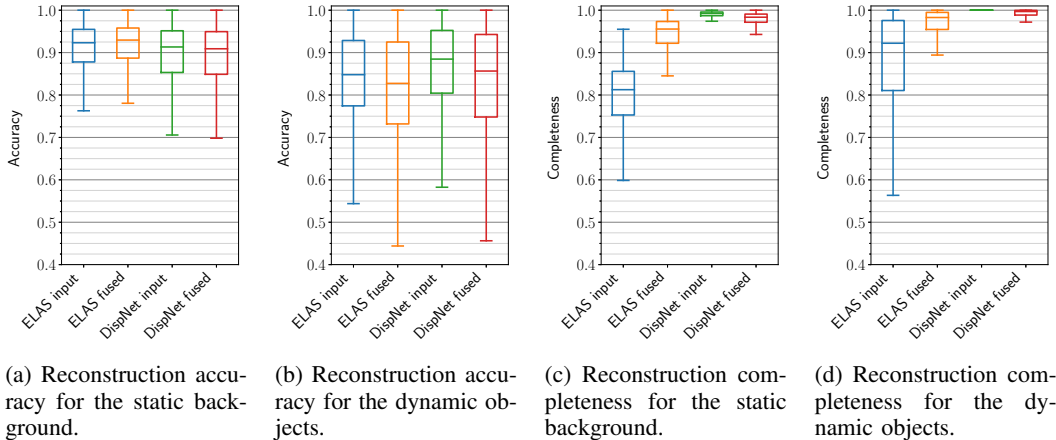 1.0
0.9
0.8
0.7
0.6
0.5
0.4
Accuracy
ELAS input
ELAS fused
DispNet input
DispNet fused
(a) Reconstruction accu-
racy for the static back-
ground.
1.0
0.9
0.8
0.7
0.6
0.5
0.4
Accuracy
ELAS input
ELAS fused
DispNet input
DispNet fused
(b) Reconstruction accu-
racy for the dynamic ob-
jects.
1.0
0.9
0.8
0.7
0.6
0.5
0.4
Completeness
ELAS input
ELAS fused
DispNet input
DispNet fused
(c) Reconstruction com-
pleteness for the static
background.
1.0
0.9
0.8
0.7
0.6
0.5
0.4
Completeness
ELAS input
ELAS fused
DispNet input
DispNet fused
(d) Reconstruction com-
pleteness for the dy-
namic objects.